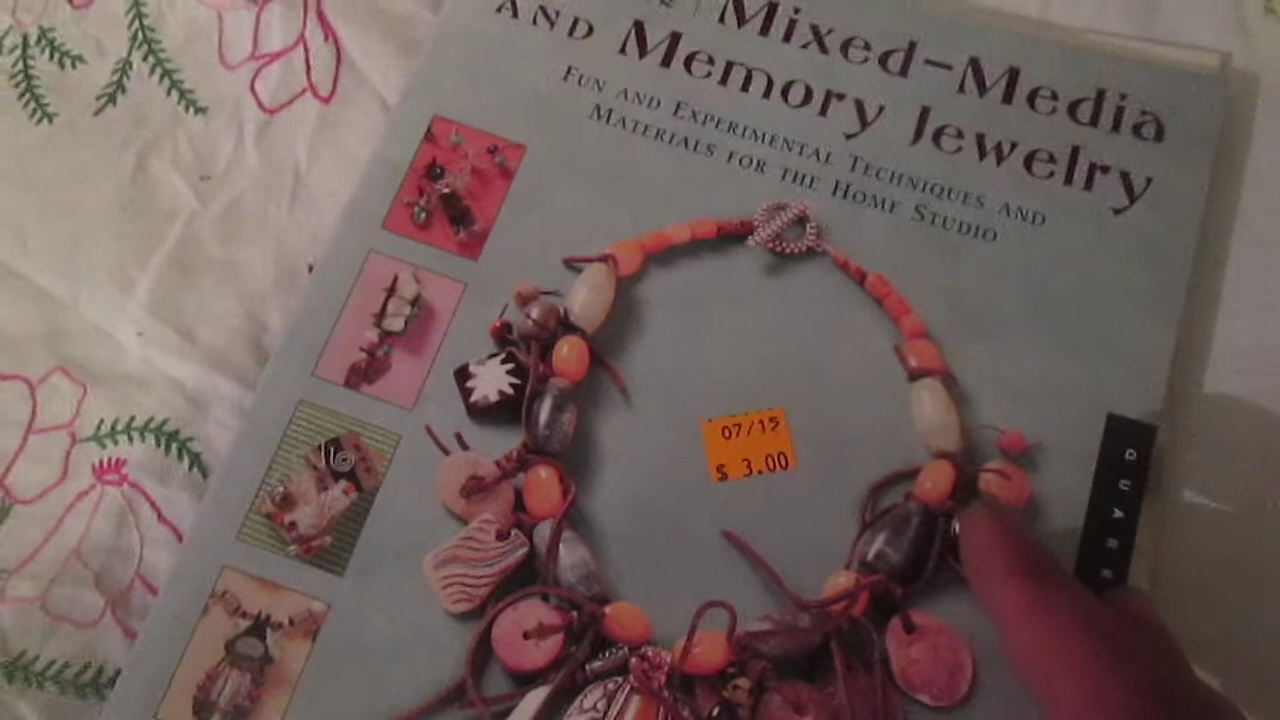 Mixed-Media
AND Memory Jewelry
FUN AND EXPERIMENTAL TECHNIQUES AND
MATERIALS FOR THE HOME STUDIO
07/15
$ 3.00
QUAR